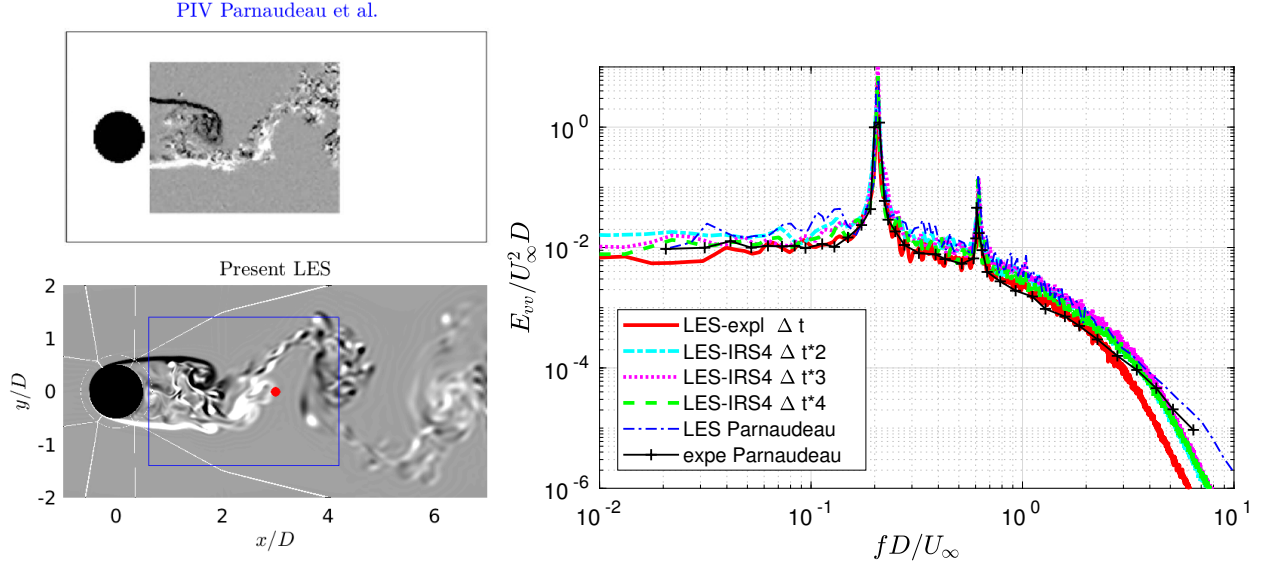 PIV Parnaudeau et al.
Present LES
y/D
2
1
0
-1
-2
0
2
4
6
x/D
E_{vv}/U_∞^2 D
10^0
10^{-2}
10^{-4}
10^{-6}
LES-expl Δ t
LES-IRS4 Δ t*2
LES-IRS4 Δ t*3
LES-IRS4 Δ t*4
LES Parnaudeau
expe Parnaudeau
10^{-2}
10^{-1}
10^0
10^1
fD/U_∞